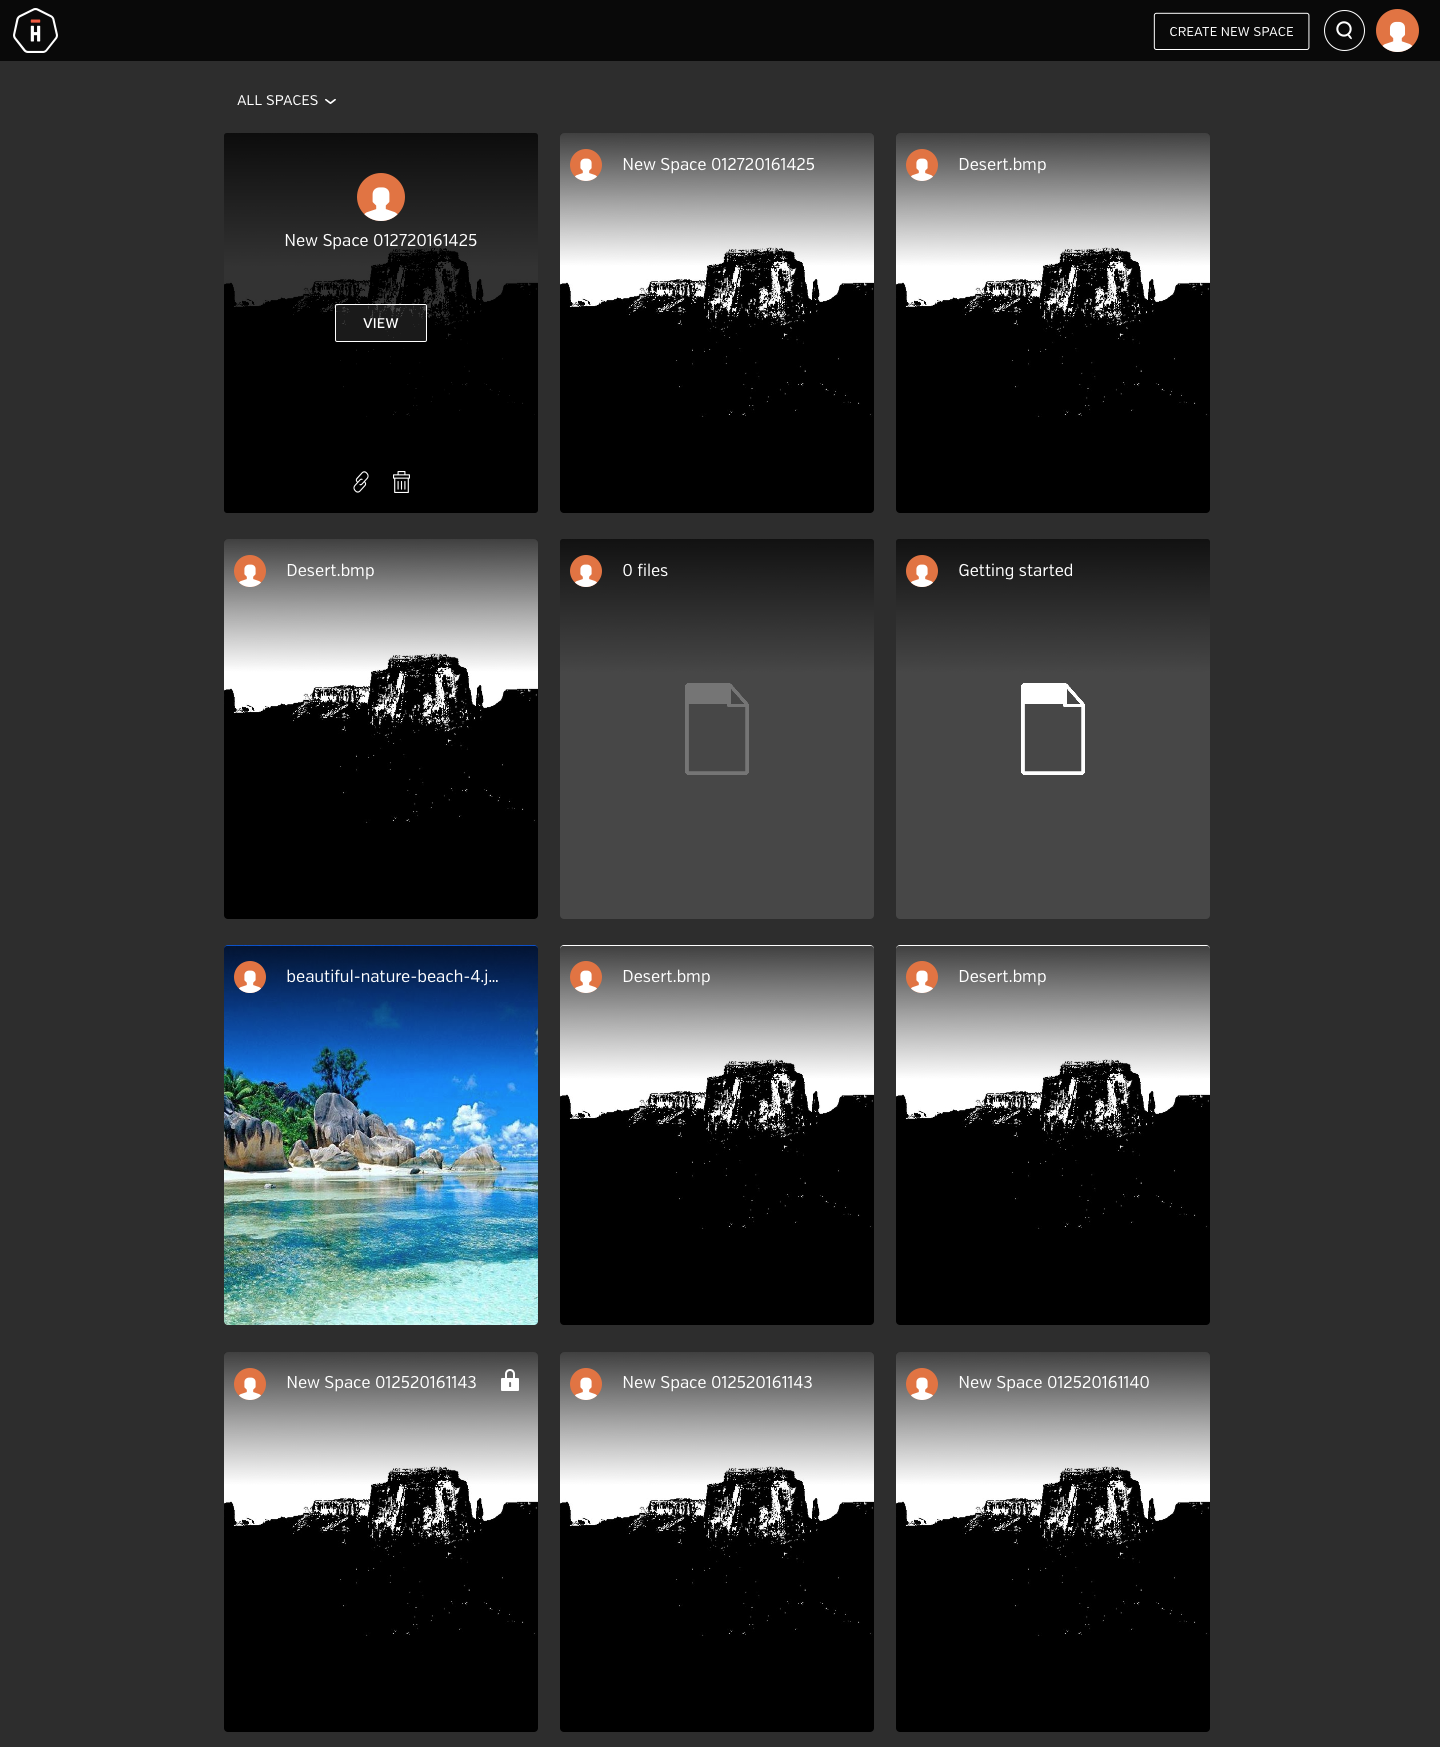 H
CREATE NEW SPACE
ALL SPACES
New Space 012720161425
VIEW
New Space 012720161425
Desert.bmp
Desert.bmp
0 files
Getting started
beautiful-nature-beach-4.j...
Desert.bmp
Desert.bmp
New Space 012520161143
New Space 012520161143
New Space 012520161140